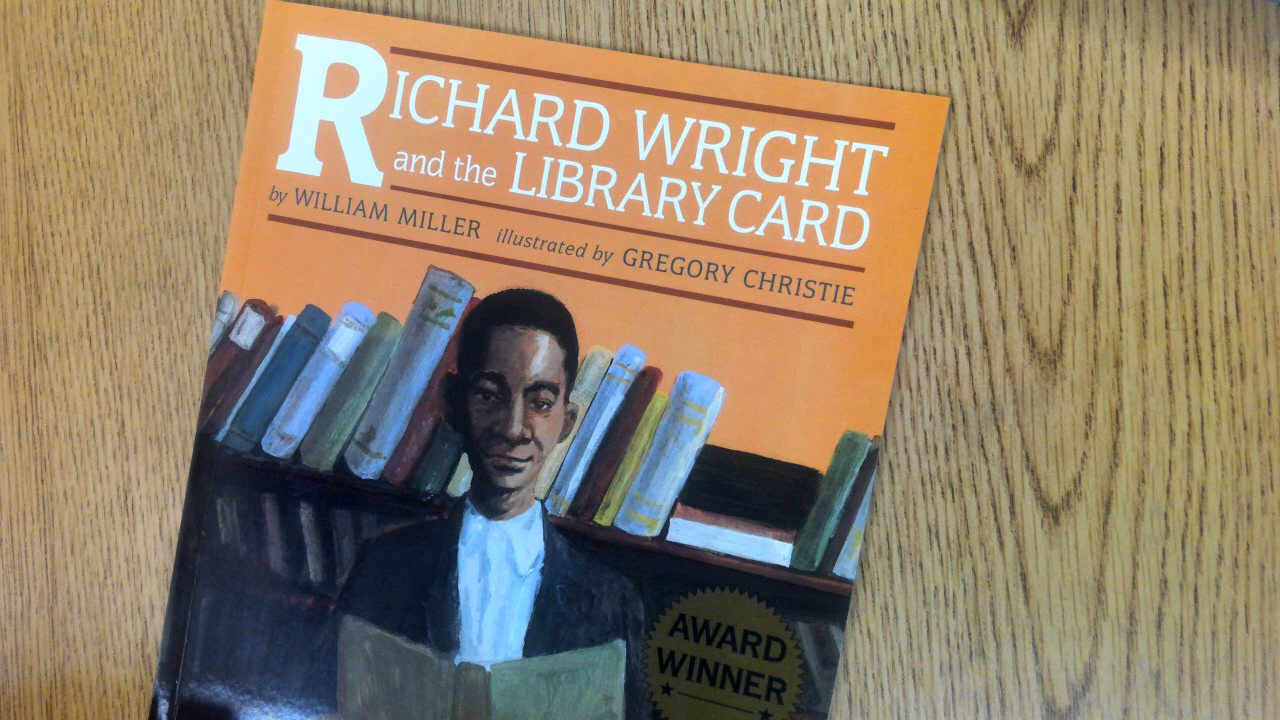 RICHARD WRIGHT
and the LIBRARY CARD
by WILLIAM MILLER illustrated by GREGORY CHRISTIE
AWARD
WINNER